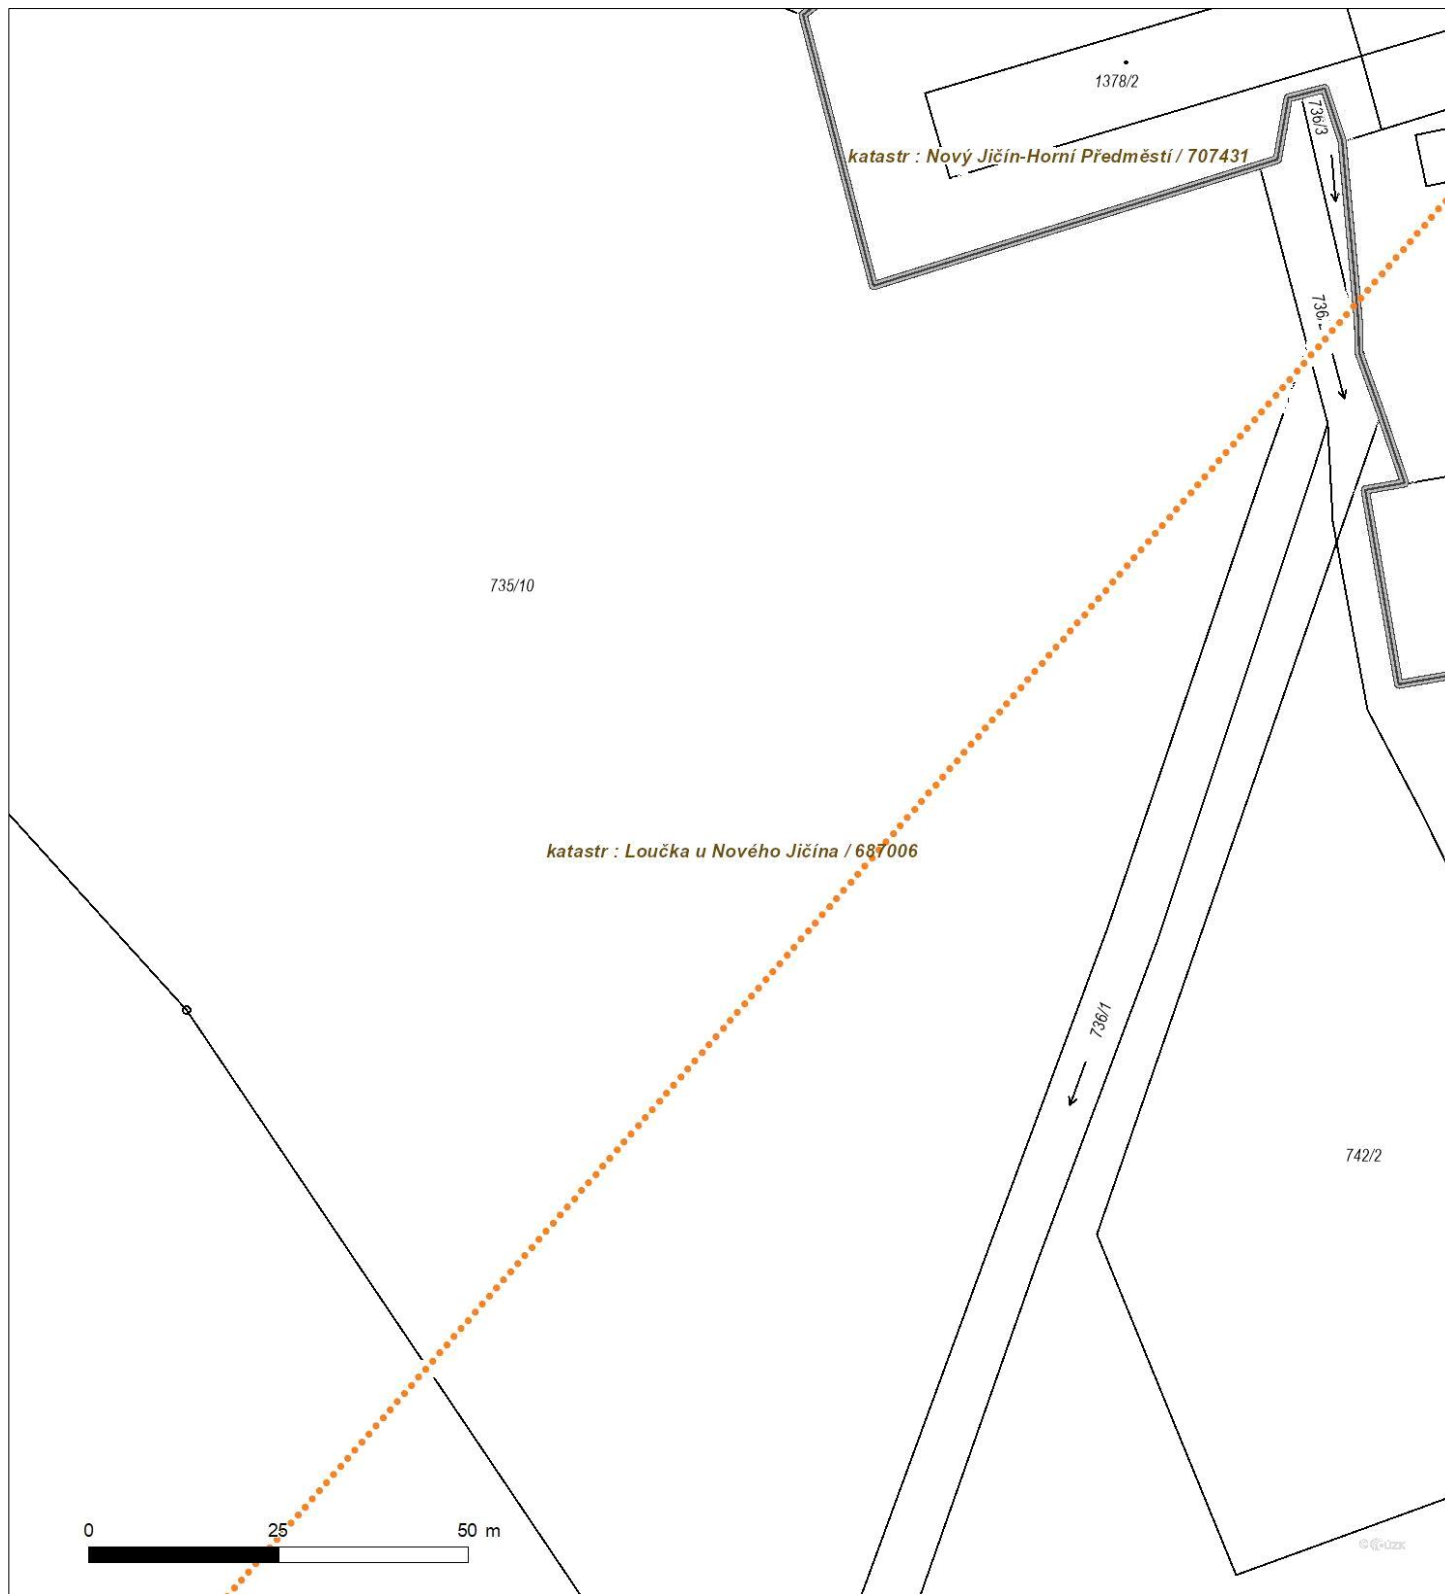 1378/2
736/3
katastr : Nový Jičín-Horní Předměstí / 707431
735/10
katastr : Loučka u Nového Jičína / 687006
736/1
742/2
0 25 50 m